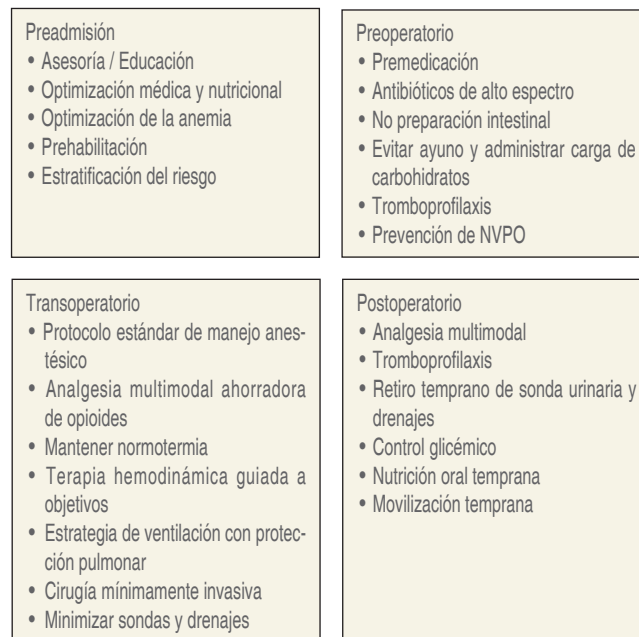 Preadmisión
• Asesoría / Educación
• Optimización médica y nutricional
• Optimización de la anemia
• Prehabilitación
• Estratificación del riesgo
Preoperatorio
• Premedicación
• Antibióticos de alto espectro
• No preparación intestinal
• Evitar ayuno y administrar carga de
carbohidratos
• Tromboprofilaxis
• Prevención de NVPO
Transoperatorio
• Protocolo estándar de manejo anes-
tésico
• Analgesia multimodal ahorradora
de opioides
• Mantener normotermia
• Terapia hemodinámica guiada a
objetivos
• Estrategia de ventilación con protec-
ción pulmonar
• Cirugía mínimamente invasiva
• Minimizar sondas y drenajes
Postoperatorio
• Analgesia multimodal
• Tromboprofilaxis
• Retiro temprano de sonda urinaria y
drenajes
• Control glicémico
• Nutrición oral temprana
• Movilización temprana